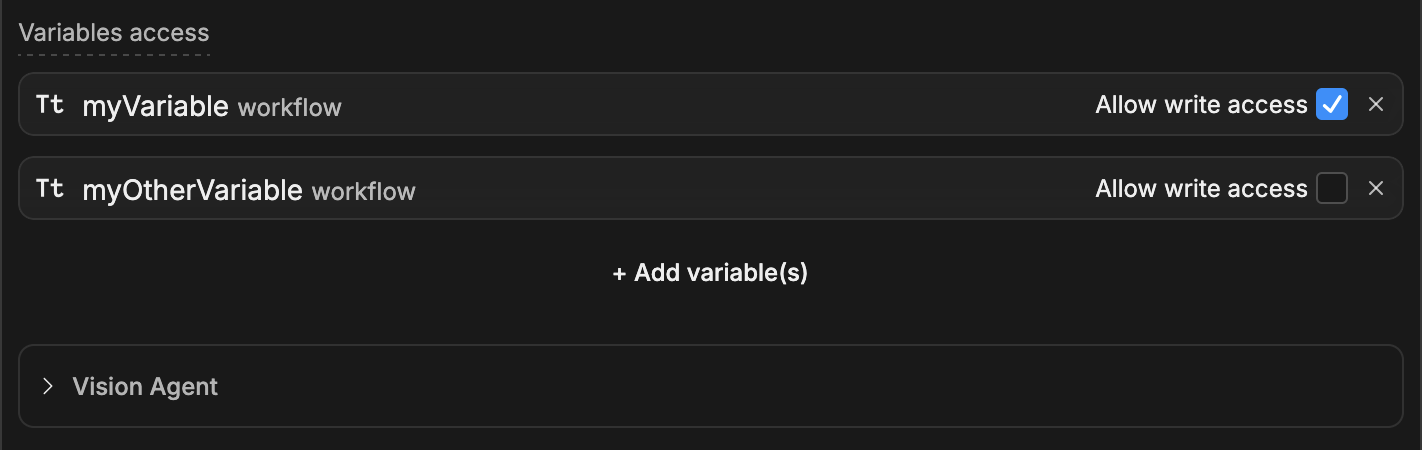 Variables access
Tt myVariable workflow Allow write access
Tt myOtherVariable workflow Allow write access
+ Add variable(s)
Vision Agent